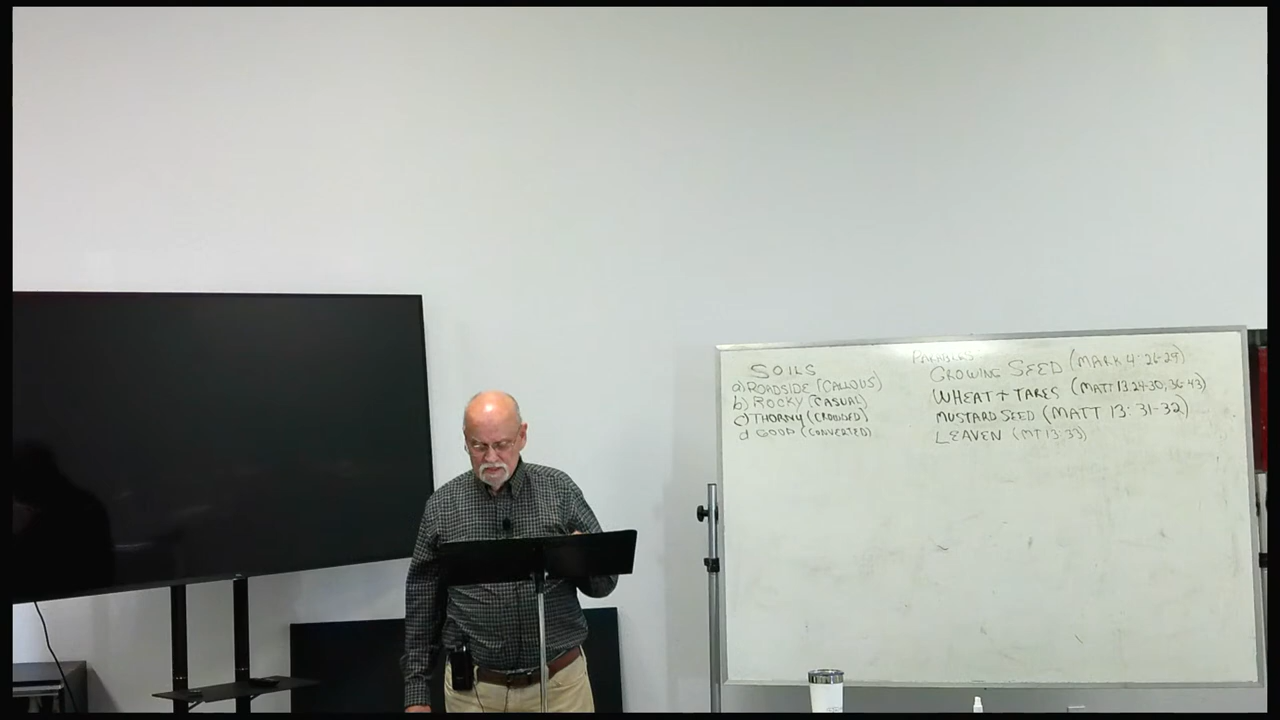 SOILS
a) ROADSIDE (CALLOUS)
b) ROCKY (CASUAL)
c) THORNY (CROWDED)
d GOOD (CONVERTED)
PARABLES
GROWING SEED (MARK 4:26-29)
WHEAT + TARES (MATT 13:24-30; 36-43)
MUSTARD SEED (MATT 13:31-32)
LEAVEN (MT 13:33)